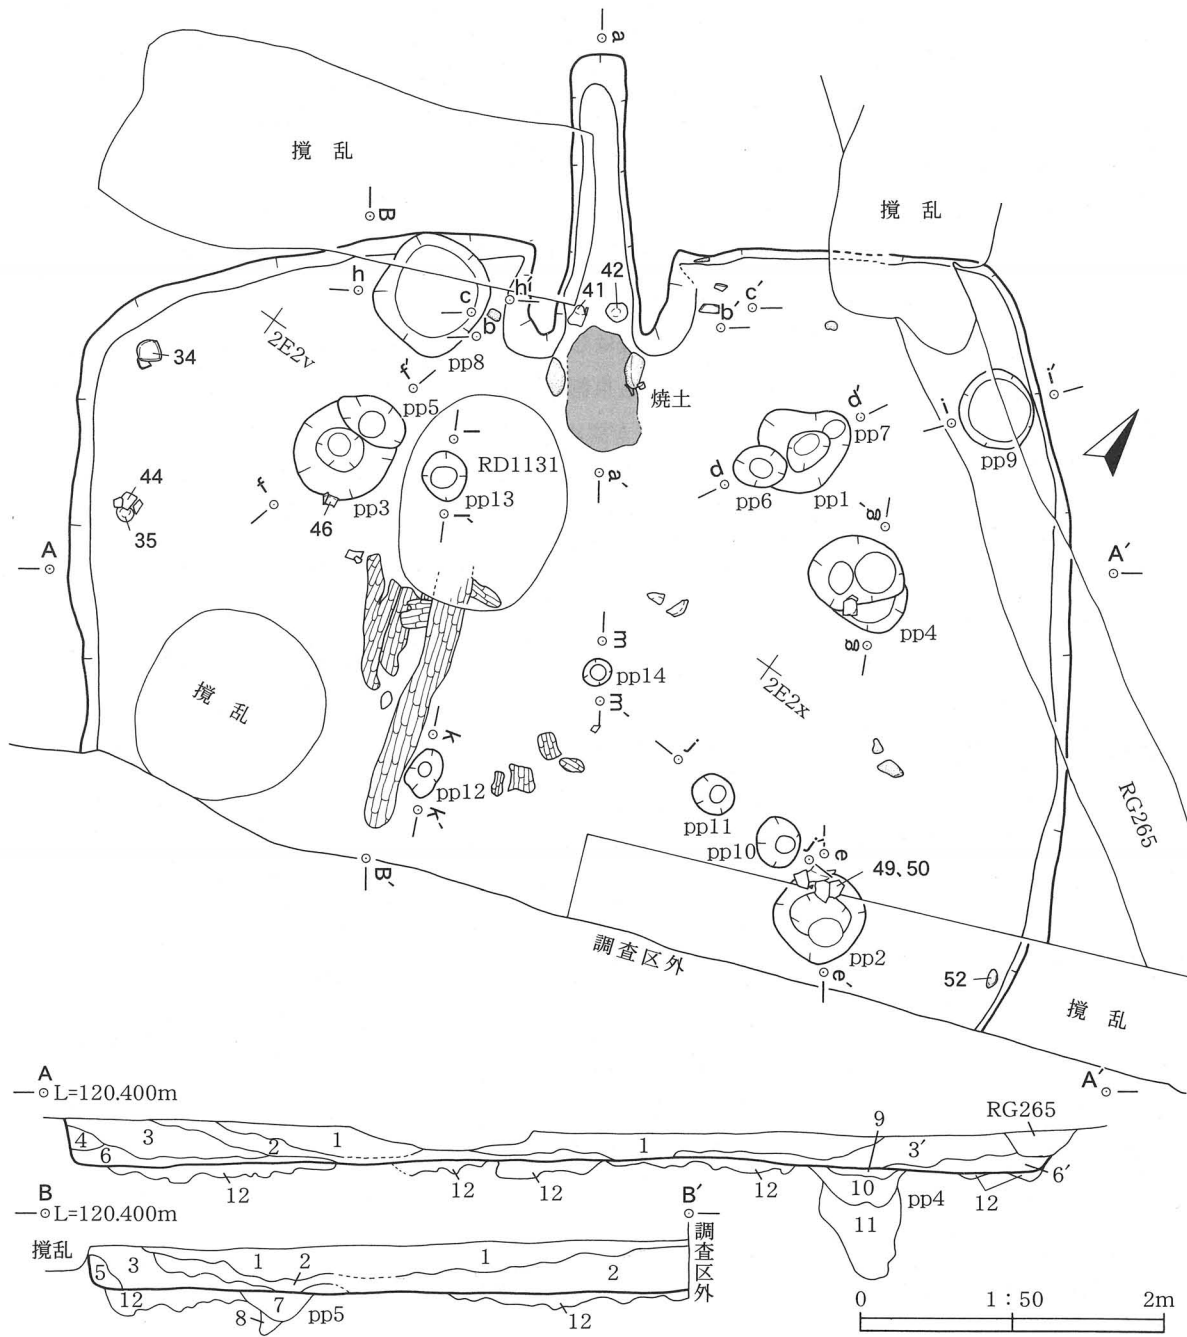 a
撹 乱
B
撹 乱
h
h′
c
b
41
42
b′
c′
2E2v
34
pp8
f′
pp5
焼土
d′
pp7
i
i′
pp9
l
RD1131
pp13
l′
a′
d
pp6
pp1
f
pp3
46
44
35
g′
A
A′
pp4
g
m
pp14
m′
2E2x
撹 乱
k
pp12
k′
j
pp11
pp10
j′
e
49、50
RG265
B′
調査区外
pp2
e′
52
撹 乱
A
L=120.400m
A′
4
3
6
2
1
1
9
3′
RG265
6′
12
12
12
12
10
pp4
12
11
B
L=120.400m
B′
撹乱
5
3
1
2
1
2
調査区外
12
7
8
pp5
12
0
1：50
2m